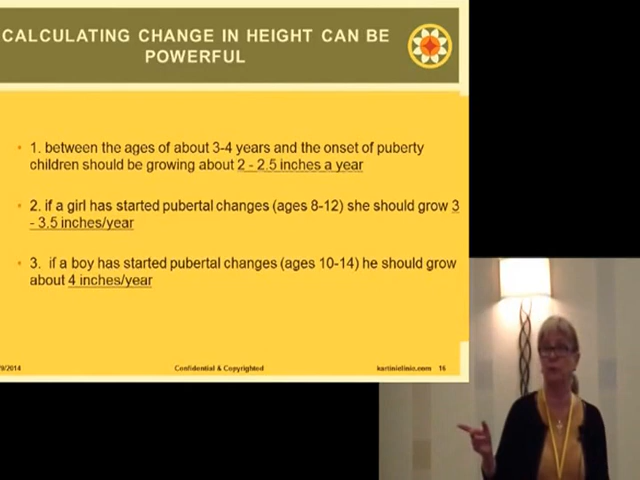 CALCULATING CHANGE IN HEIGHT CAN BE
POWERFUL
• 1. between the ages of about 3-4 years and the onset of puberty
children should be growing about 2 - 2.5 inches a year
• 2. if a girl has started pubertal changes (ages 8-12) she should grow 3
- 3.5 inches/year
• 3. if a boy has started pubertal changes (ages 10-14) he should grow
about 4 inches/year
9/2014 Confidential & Copyrighted kartiniclinic.com 16